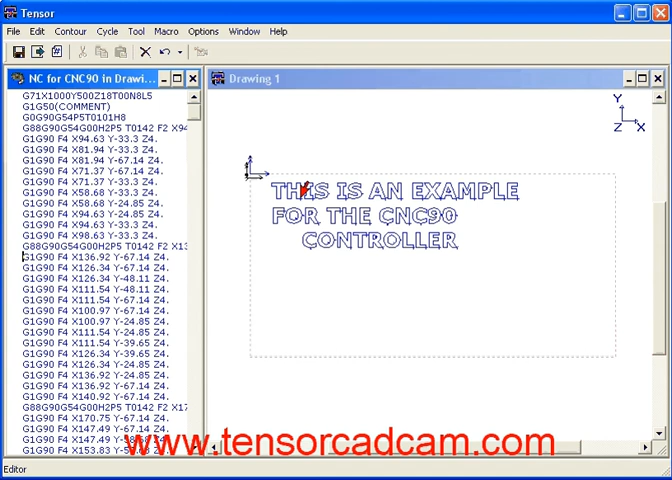 Tensor
File Edit Contour Cycle Tool Macro Options Window Help
NC for CNC90 in Drawi...
Drawing 1
G71X1000Y500Z18T00N8L5
G1G50(COMMENT)
G0G90G54P5T0101H8
G88G90G54G00H2P5 T0142 F2 X94
G1G90 F4 X94.63 Y-33.3 Z4.
G1G90 F4 X81.94 Y-33.3 Z4.
G1G90 F4 X81.94 Y-67.14 Z4.
G1G90 F4 X71.37 Y-67.14 Z4.
G1G90 F4 X71.37 Y-33.3 Z4.
G1G90 F4 X58.68 Y-33.3 Z4.
G1G90 F4 X58.68 Y-24.85 Z4.
G1G90 F4 X94.63 Y-24.85 Z4.
G1G90 F4 X94.63 Y-33.3 Z4.
G1G90 F4 X98.63 Y-33.3 Z4.
G88G90G54G00H2P5 T0142 F2 X13
G1G90 F4 X136.92 Y-67.14 Z4.
G1G90 F4 X126.34 Y-67.14 Z4.
G1G90 F4 X126.34 Y-48.11 Z4.
G1G90 F4 X111.54 Y-48.11 Z4.
G1G90 F4 X111.54 Y-67.14 Z4.
G1G90 F4 X100.97 Y-67.14 Z4.
G1G90 F4 X100.97 Y-24.85 Z4.
G1G90 F4 X111.54 Y-24.85 Z4.
G1G90 F4 X111.54 Y-39.65 Z4.
G1G90 F4 X126.34 Y-39.65 Z4.
G1G90 F4 X126.34 Y-24.85 Z4.
G1G90 F4 X136.92 Y-24.85 Z4.
G1G90 F4 X136.92 Y-67.14 Z4.
G1G90 F4 X140.92 Y-67.14 Z4.
G88G90G54G00H2P5 T0142 F2 X17
G1G90 F4 X170.75 Y-67.14 Z4.
G1G90 F4 X147.49 Y-67.14 Z4.
G1G90 F4 X147.49 Z4.
G1G90 F4 X153.83 Z4.
Y
Z X
THIS IS AN EXAMPLE
FOR THE CNC90
CONTROLLER
www.tensorcadcam.com
Editor